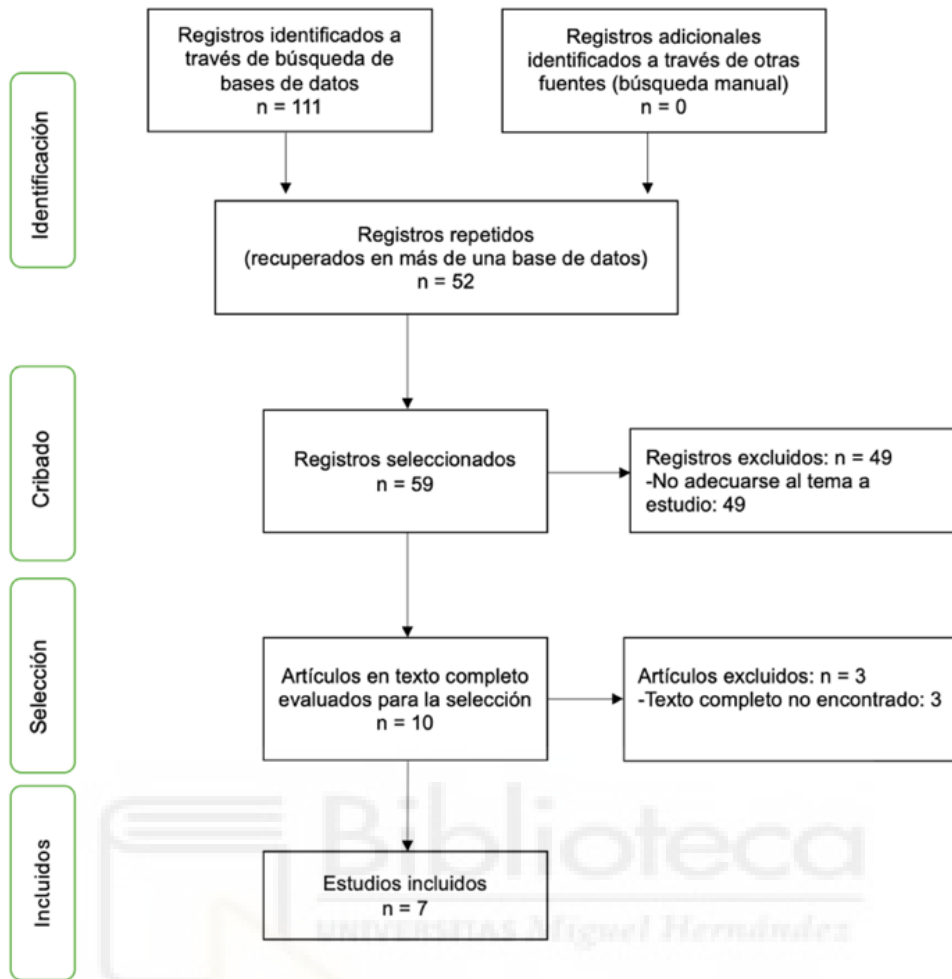 Identificación
Registros identificados a
través de búsqueda de
bases de datos
n = 111
Registros adicionales
identificados a través de otras
fuentes (búsqueda manual)
n = 0
Registros repetidos
(recuperados en más de una base de datos)
n = 52
Cribado
Registros seleccionados
n = 59
Registros excluidos: n = 49
-No adecuarse al tema a
estudio: 49
Selección
Artículos en texto completo
evaluados para la selección
n = 10
Artículos excluidos: n = 3
-Texto completo no encontrado: 3
Incluidos
Estudios incluidos
n = 7
Biblioteca
UNIVERSITAS Miguel Hernández